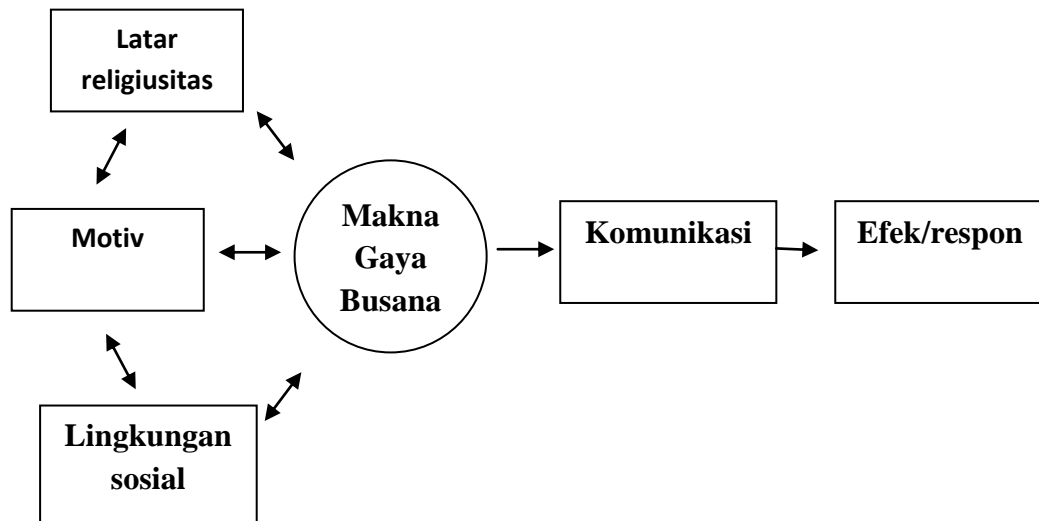 Latar
religiusitas
Motiv
Lingkungan
sosial
Makna
Gaya
Busana
Komunikasi
Efek/respon